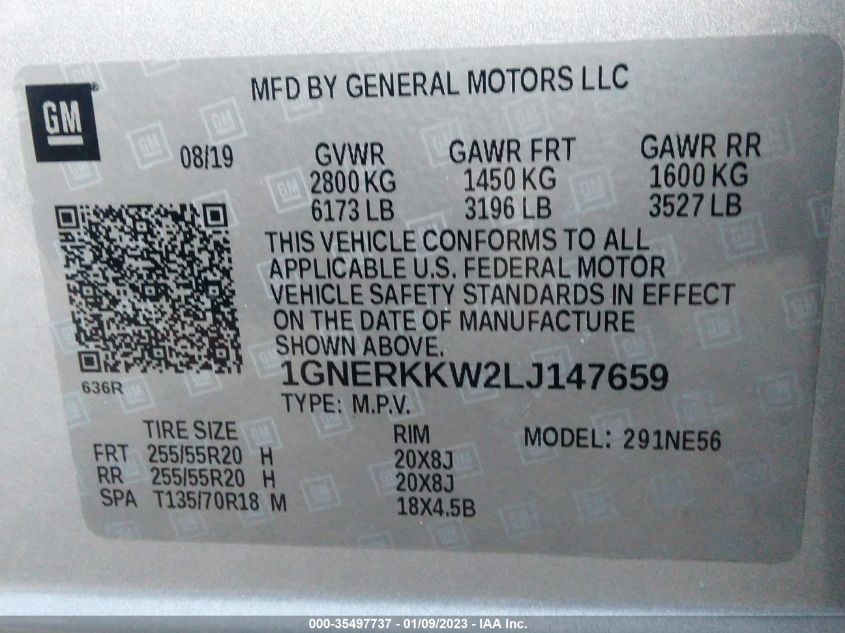 MFD BY GENERAL MOTORS LLC
GM®
08/19 GVWR GAWR FRT GAWR RR
2800 KG 1450 KG 1600 KG
6173 LB 3196 LB 3527 LB
THIS VEHICLE CONFORMS TO ALL
APPLICABLE U.S. FEDERAL MOTOR
VEHICLE SAFETY STANDARDS IN EFFECT
ON THE DATE OF MANUFACTURE
SHOWN ABOVE.
636R
1GNERKKW2LJ147659
TYPE: M.P.V.
TIRE SIZE RIM MODEL: 291NE56
FRT 255/55R20 H 20X8J
RR 255/55R20 H 20X8J
SPA T135/70R18 M 18X4.5B
000-35497737 - 01/09/2023 - IAA Inc.